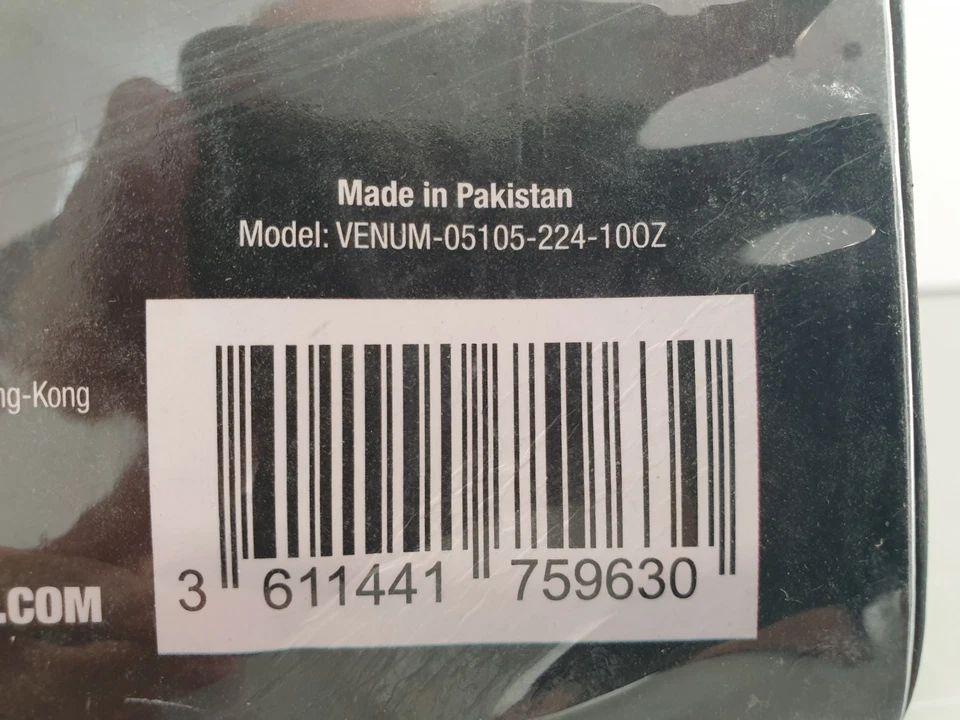 Made in Pakistan
Model: VENUM-05105-224-10OZ
ng-Kong
3 611441 759630
.COM